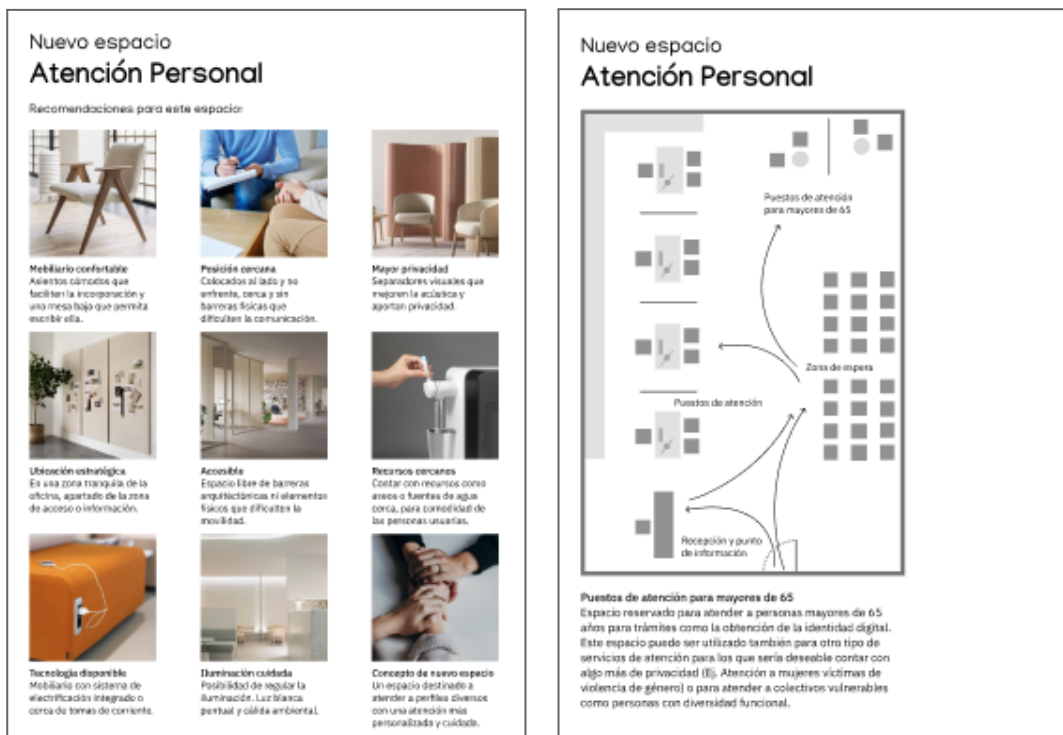 Nuevo espacio
Atención Personal
Recomendaciones para este espacio:
Mobiliario confortable
Asientos cómodos que
faciliten la incorporación y
una mesa baja que permita
escribir ella.
Posición cercana
Colocados al lado y no
enfrente, cerca y sin
barreras físicas que
dificulten la comunicación.
Mayor privacidad
Separadores visuales que
mejoren la acústica y
aportan privacidad.
Ubicación estratégica
En una zona tranquila de la
oficina, apartado de la zona
de acceso o información.
Accesible
Espacio libre de barreras
arquitectónicas ni elementos
físicos que dificulten la
movilidad.
Recursos cercanos
Contar con recursos como
aseos o fuentes de agua
cerca, para comodidad de
las personas usuarias.
Tecnología disponible
Mobiliario con sistema de
electrificación integrado o
cerca de tomas de corriente.
Iluminación cuidada
Posibilidad de regular la
iluminación. Luz blanca
puntual y cálida ambiental.
Concepto de nuevo espacio
Un espacio destinado a
atender a perfiles diversos
con una atención más
personalizada y cuidada.
Nuevo espacio
Atención Personal
Puestos de atención
para mayores de 65
Zona de espera
Puestos de atención
Recepción y punto
de información
Puestos de atención para mayores de 65
Espacio reservado para atender a personas mayores de 65
años para trámites como la obtención de la identidad digital.
Este espacio puede ser utilizado también para otro tipo de
servicios de atención para los que sería deseable contar con
algo más de privacidad (Ej. Atención a mujeres víctimas de
violencia de género) o para atender a colectivos vulnerables
como personas con diversidad funcional.